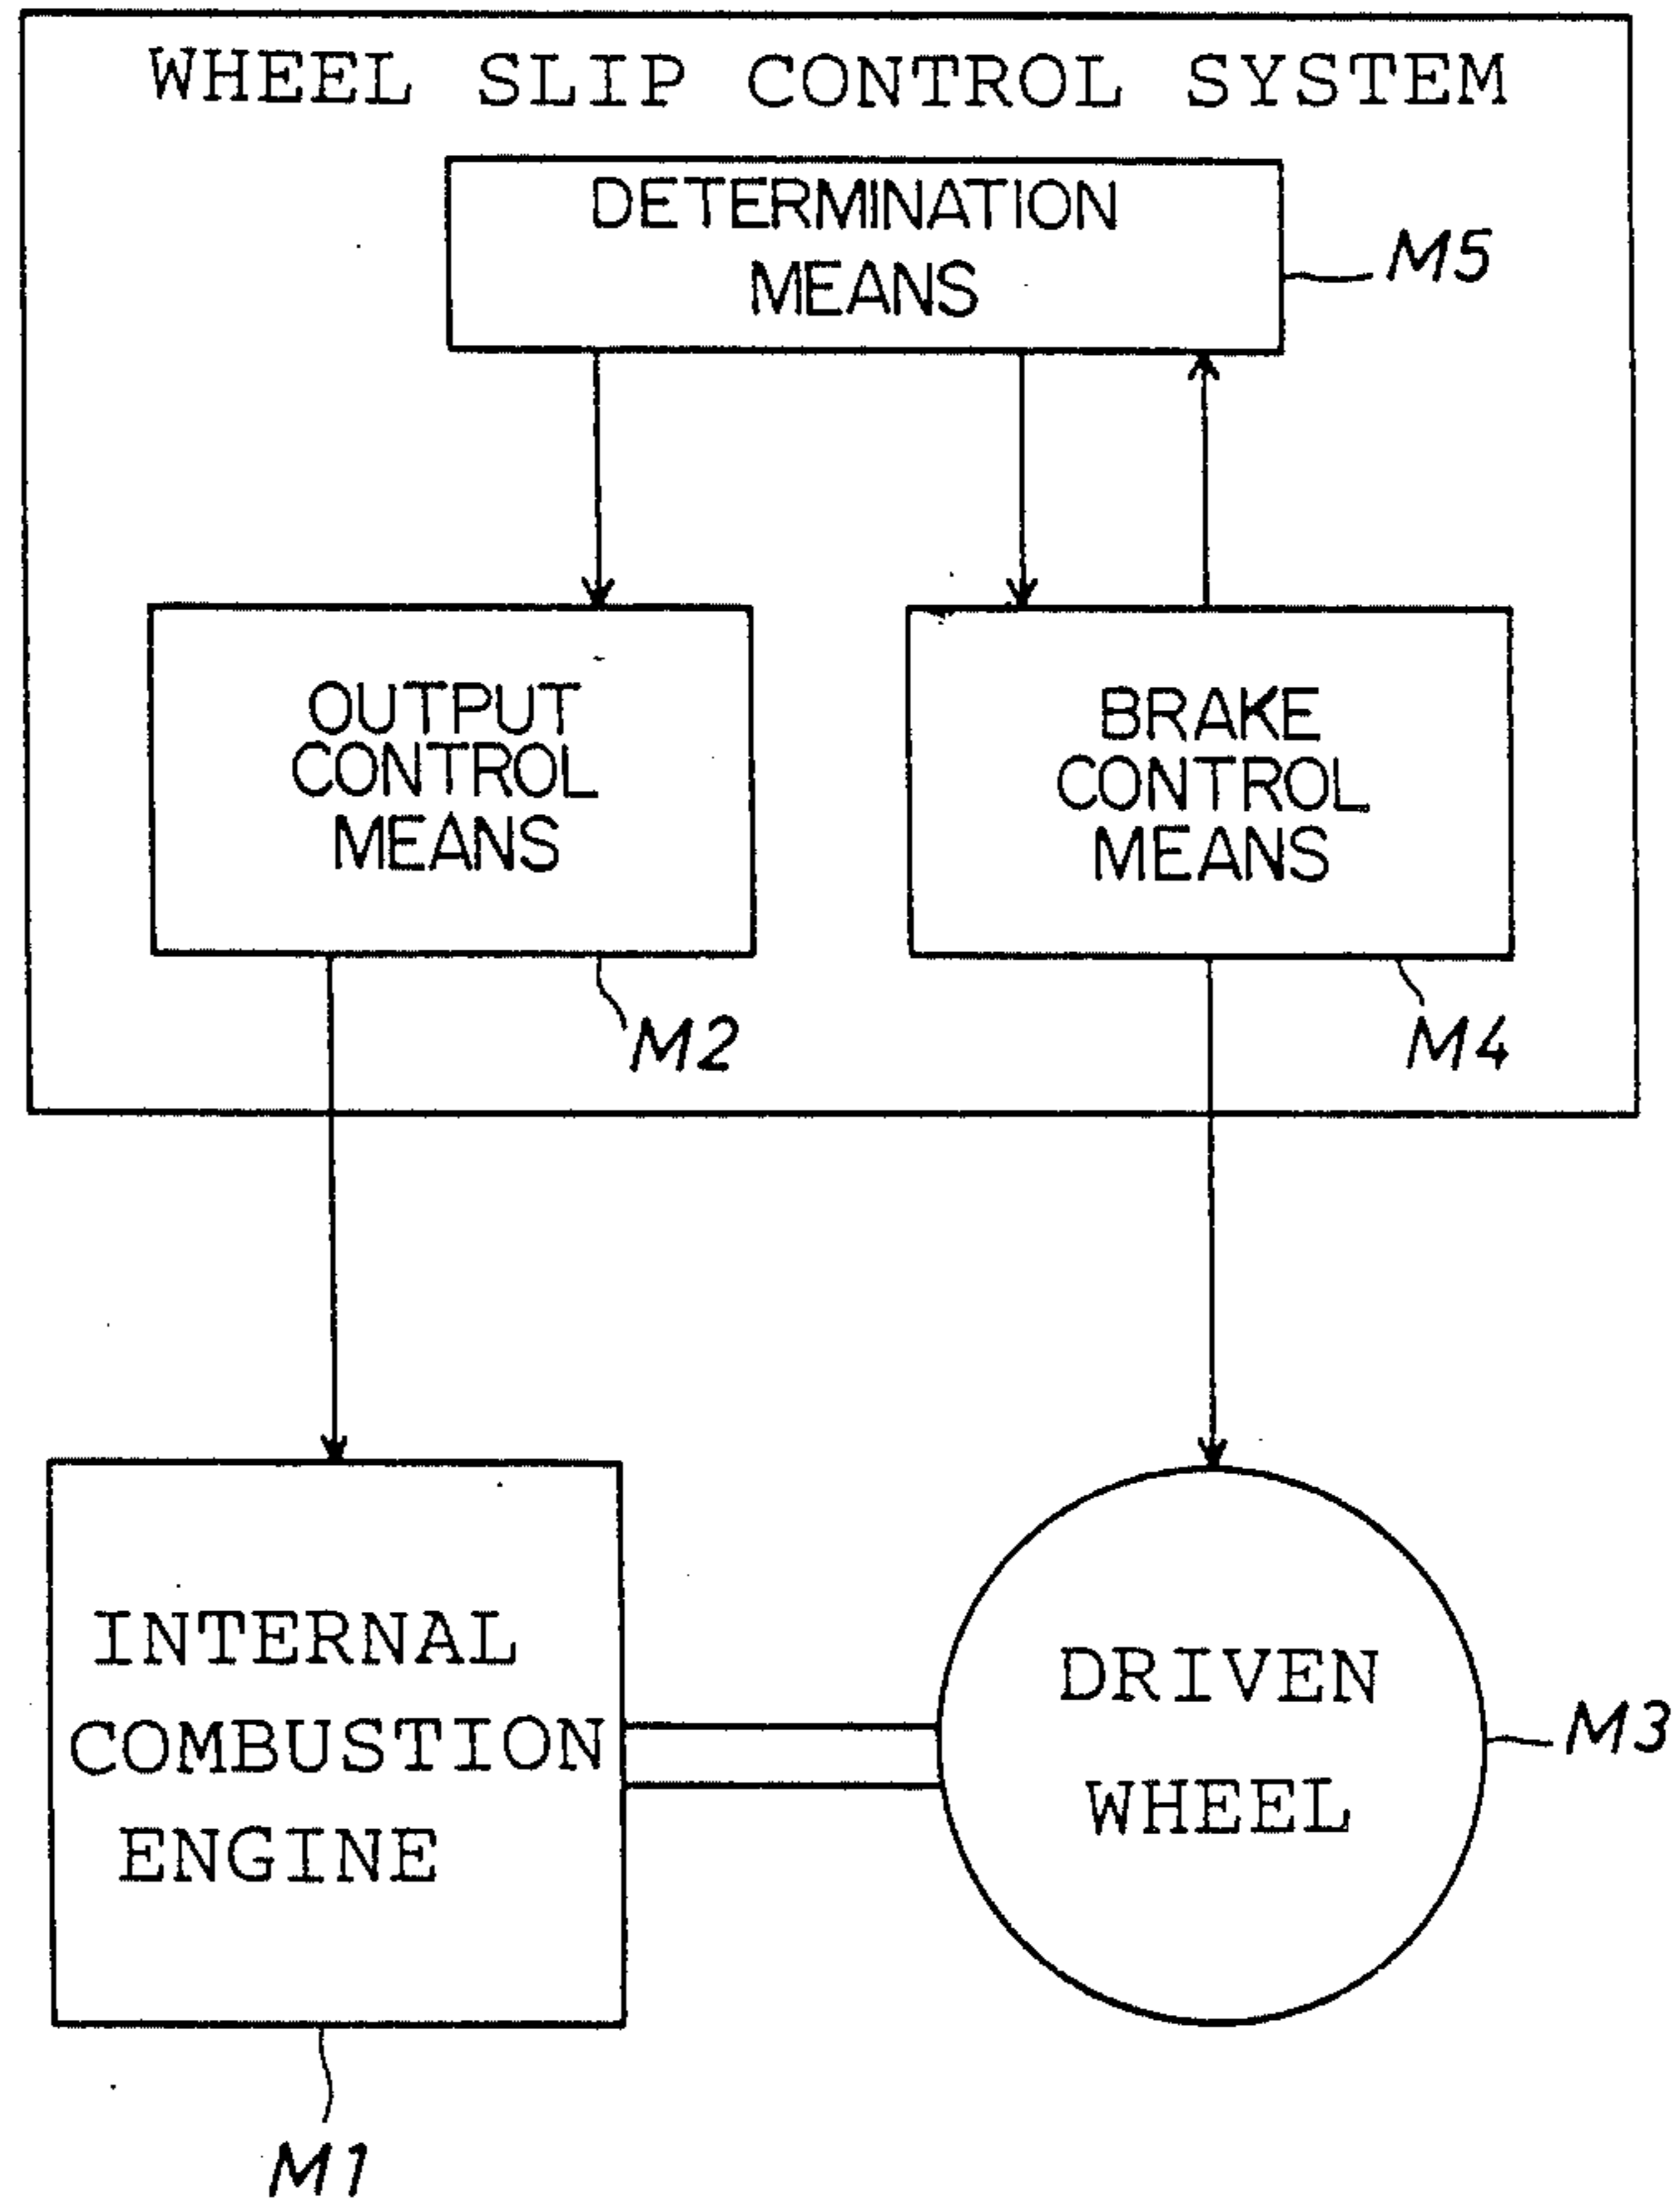 WHEEL SLIP CONTROL SYSTEM
DETERMINATION
MEANS
M5
OUTPUT
CONTROL
MEANS
M2
BRAKE
CONTROL
MEANS
M4
INTERNAL
COMBUSTION
ENGINE
M1
DRIVEN
WHEEL
M3